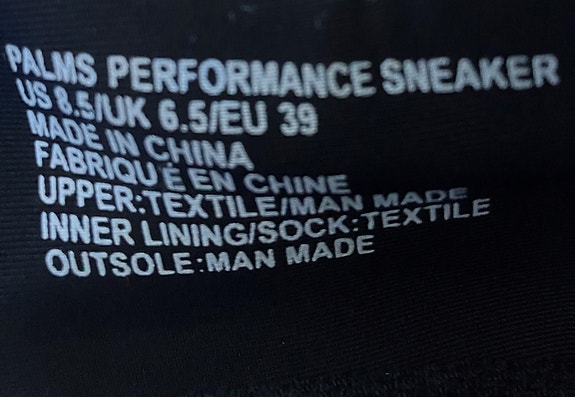 PALMS PERFORMANCE SNEAKER
US 8.5/UK 6.5/EU 39
MADE IN CHINA
FABRIQUÉ EN CHINE
UPPER:TEXTILE/MAN MADE
INNER LINING/SOCK:TEXTILE
OUTSOLE:MAN MADE